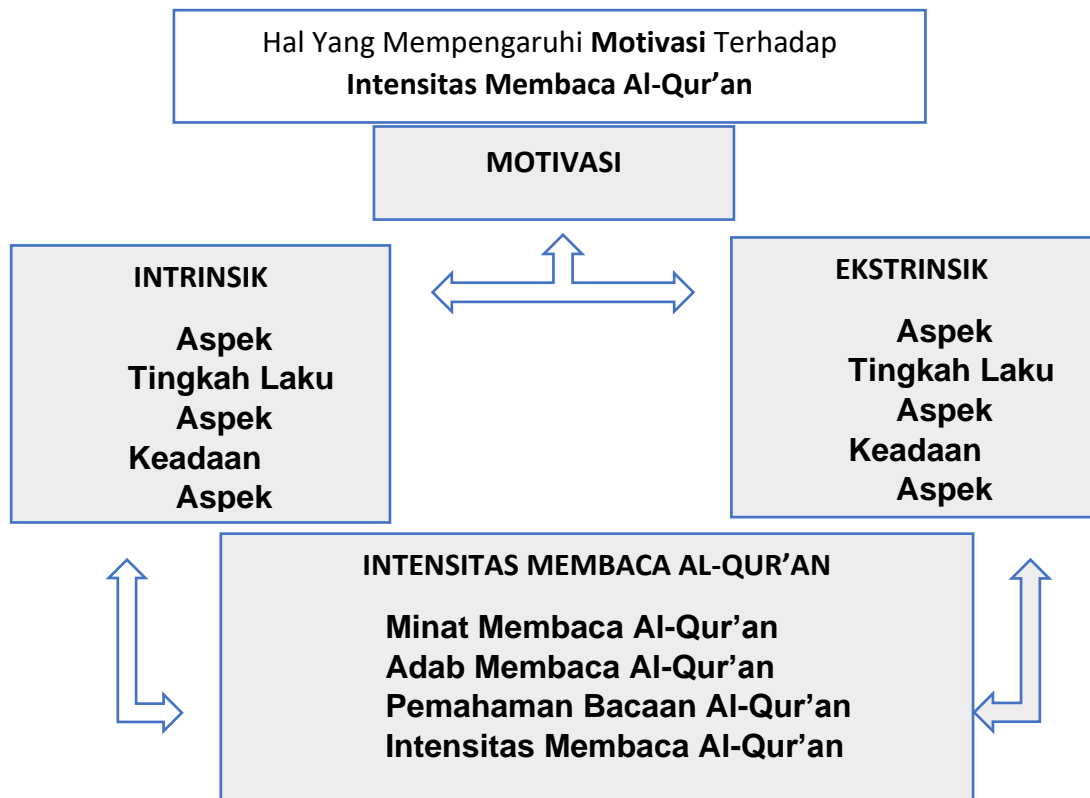 Hal Yang Mempengaruhi Motivasi Terhadap
Intensitas Membaca Al-Qur’an
MOTIVASI
INTRINSIK
Aspek
Tingkah Laku
Aspek
Keadaan
Aspek
EKSTRINSIK
Aspek
Tingkah Laku
Aspek
Keadaan
Aspek
INTENSITAS MEMBACA AL-QUR’AN
Minat Membaca Al-Qur’an
Adab Membaca Al-Qur’an
Pemahaman Bacaan Al-Qur’an
Intensitas Membaca Al-Qur’an